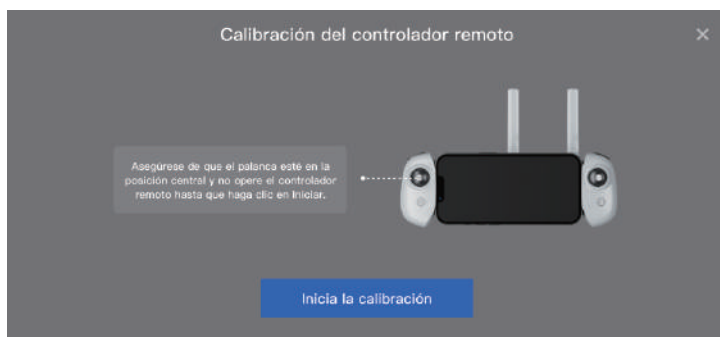 Calibración del controlador remoto
Asegúrese de que el palanca esté en la
posición central y no opere el controlador
remoto hasta que haga clic en Iniciar.
Inicia la calibración